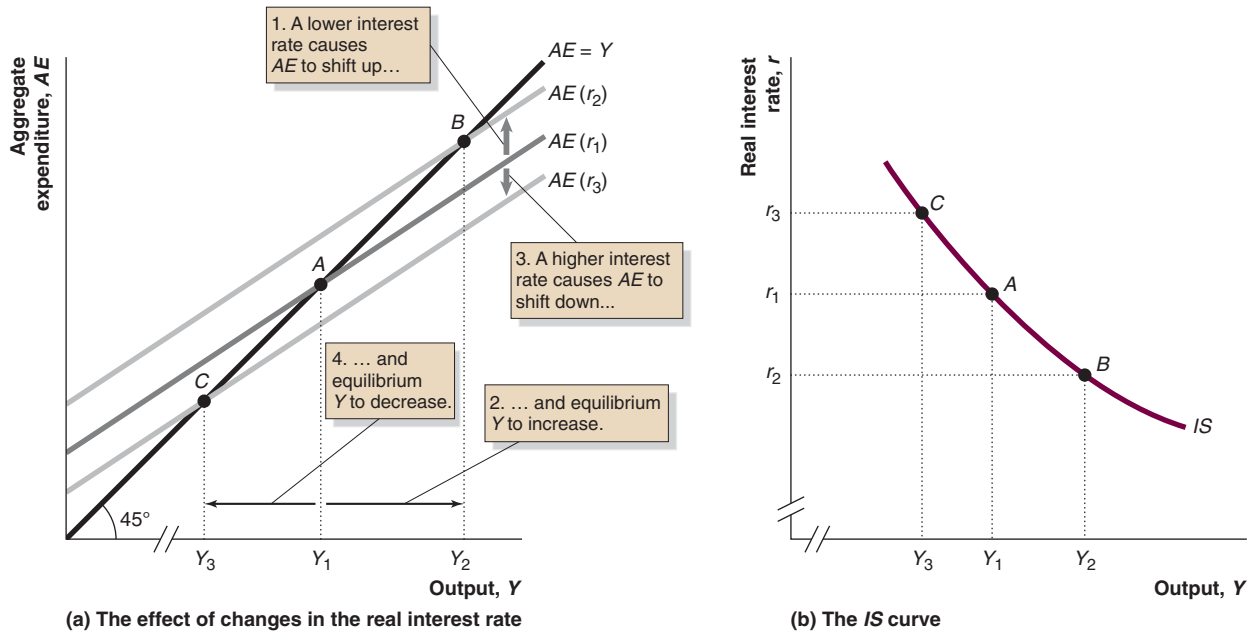 1. A lower interest
rate causes
AE to shift up…
Aggregate
expenditure, AE
AE = Y
AE (r2)
B
AE (r1)
AE (r3)
A
3. A higher interest
rate causes AE to
shift down...
C
4. … and
equilibrium
Y to decrease.
2. … and equilibrium
Y to increase.
45°
Y3
Y1
Y2
Output, Y
(a) The effect of changes in the real interest rate
Real interest
rate, r
r3
C
r1
A
r2
B
IS
Y3
Y1
Y2
Output, Y
(b) The IS curve